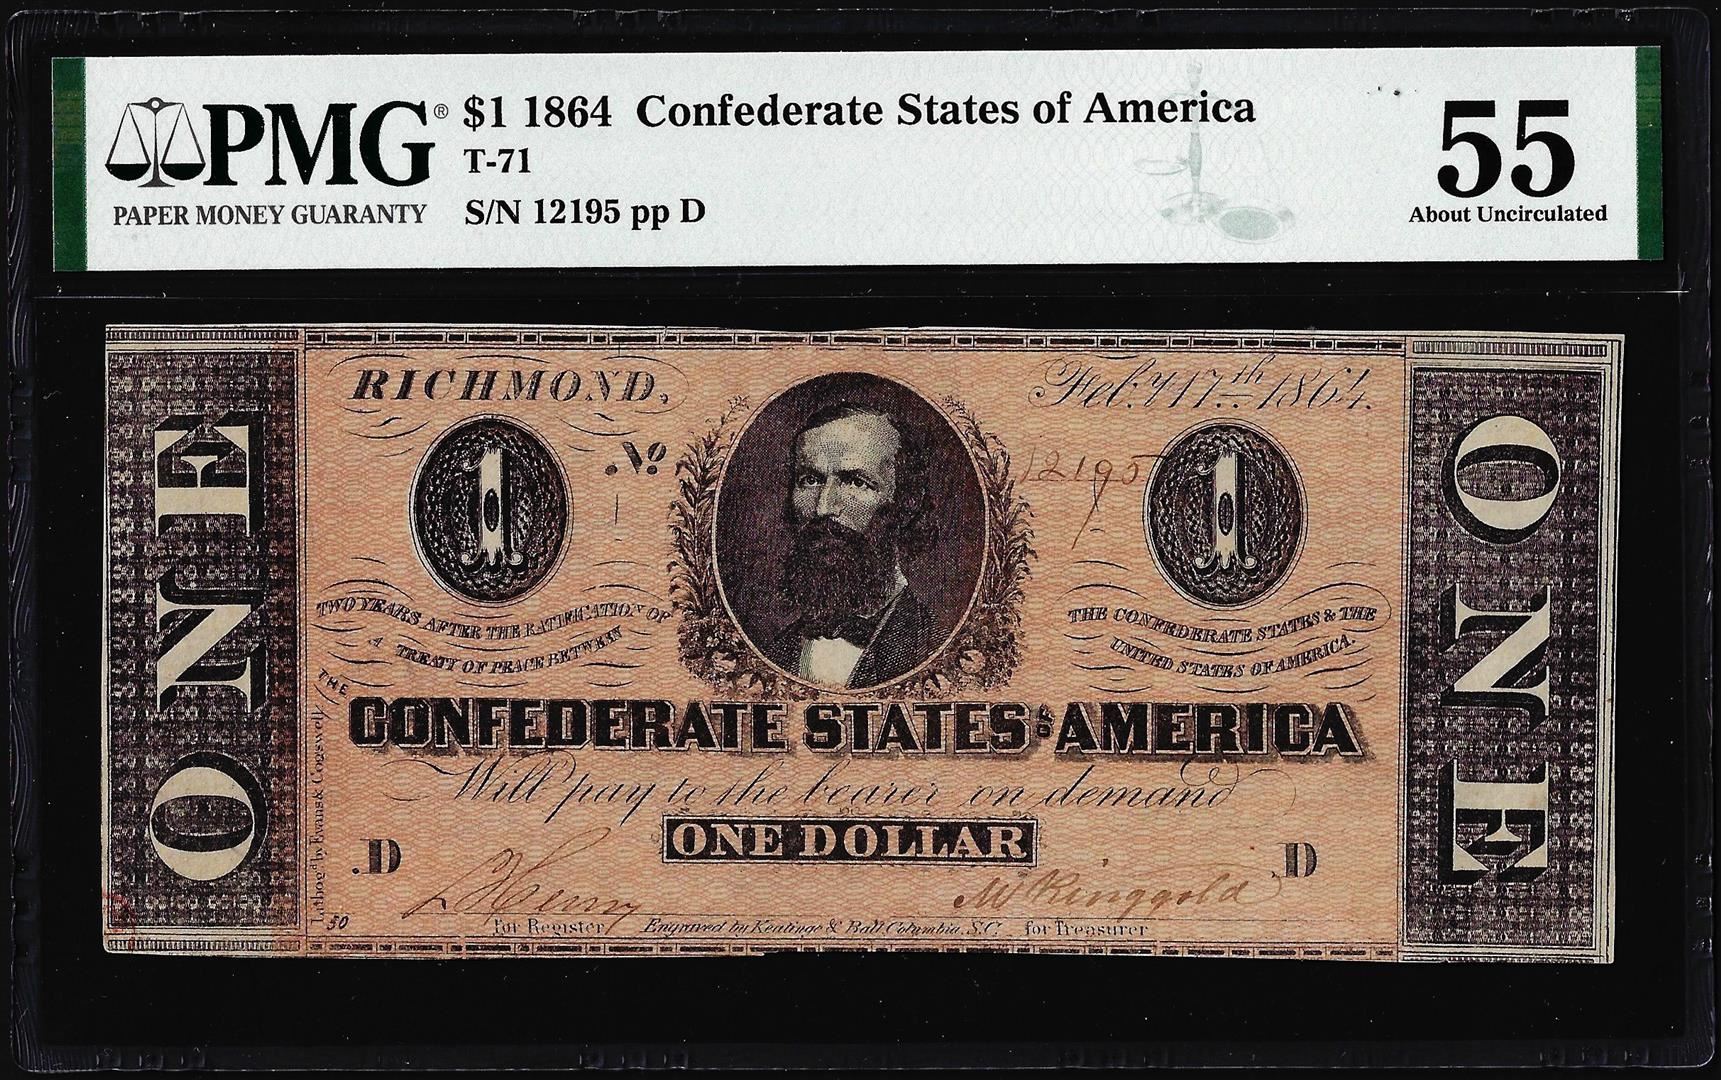 PMG® $1 1864 Confederate States of America
T-71
PAPER MONEY GUARANTY S/N 12195 pp D
55
About Uncirculated
RICHMOND. Feb.y 17th 1864.
No 12195
1 1
ONE ONE
TWO YEARS AFTER THE RATIFICATION OF
A TREATY OF PEACE BETWEEN
THE CONFEDERATE STATES & THE
UNITED STATES OF AMERICA.
THE
CONFEDERATE STATES OF AMERICA
Will pay to the bearer on demand
ONE DOLLAR
.D .D
Lithog'd by Evans & Cogswell
50
for Register Engraved by Keatinge & Ball, Columbia, S.C. for Treasurer
Ringgold